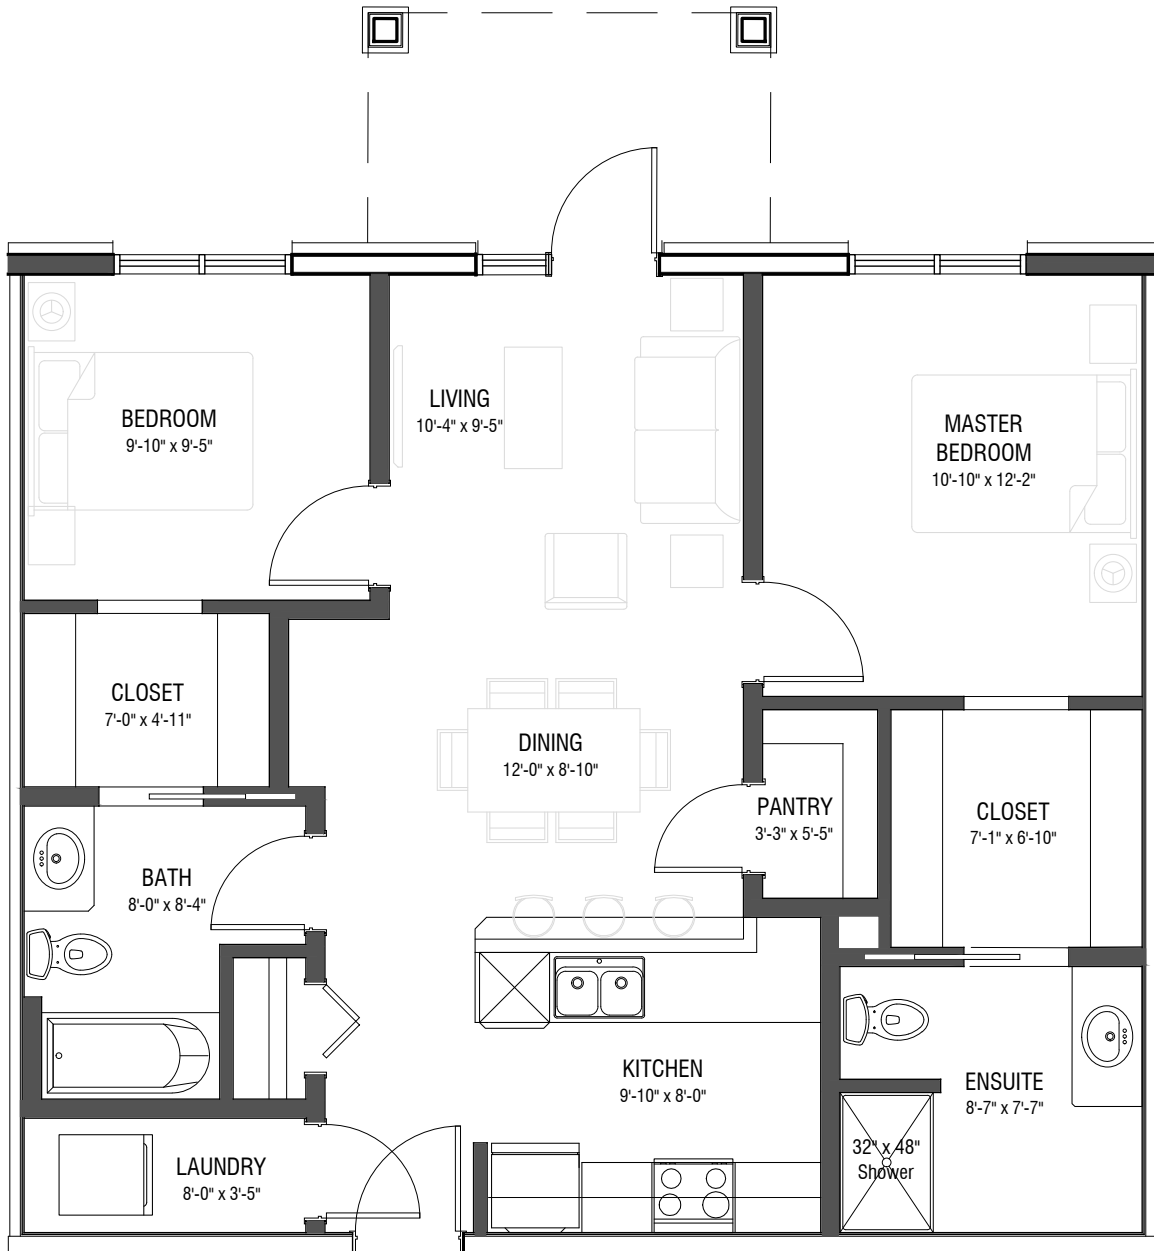 BEDROOM
9'-10" x 9'-5"
LIVING
10'-4" x 9'-5"
MASTER
BEDROOM
10'-10" x 12'-2"
CLOSET
7'-0" x 4'-11"
DINING
12'-0" x 8'-10"
PANTRY
3'-3" x 5'-5"
CLOSET
7'-1" x 6'-10"
BATH
8'-0" x 8'-4"
KITCHEN
9'-10" x 8'-0"
ENSUITE
8'-7" x 7'-7"
32" x 48"
Shower
LAUNDRY
8'-0" x 3'-5"